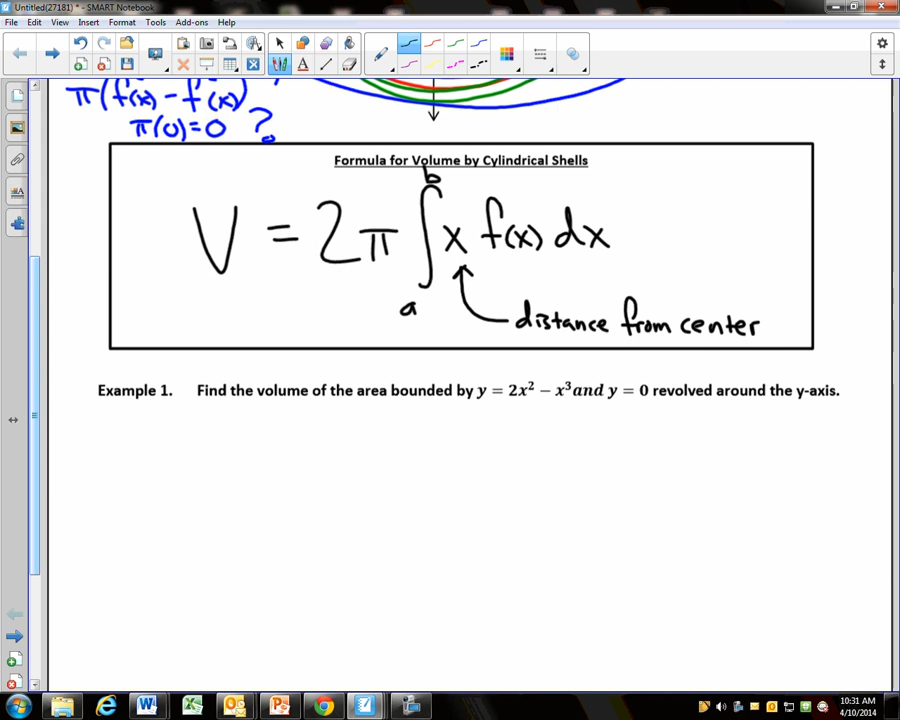 Untitled(27181) * - SMART Notebook
File Edit View Insert Format Tools Add-ons Help
π(f(x) - f(x)) ?
π(0)=0 ?
Formula for Volume by Cylindrical Shells
b
V = 2π ∫ x f(x) dx
a
distance from center
Example 1. Find the volume of the area bounded by y = 2x² − x³ and y = 0 revolved around the y-axis.
10:31 AM
4/10/2014